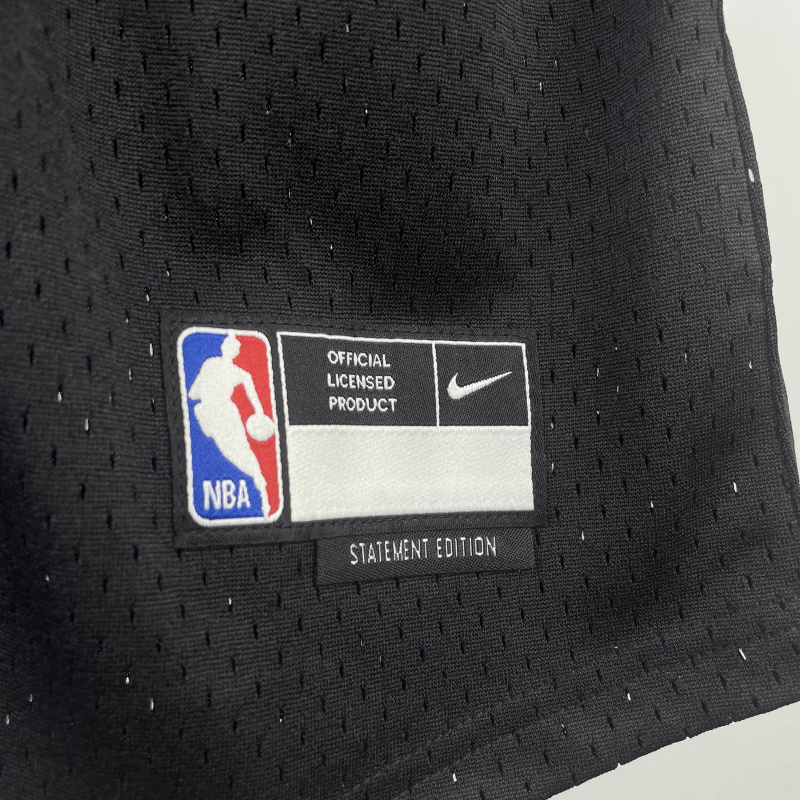 OFFICIAL
LICENSED
PRODUCT
NBA
STATEMENT EDITION